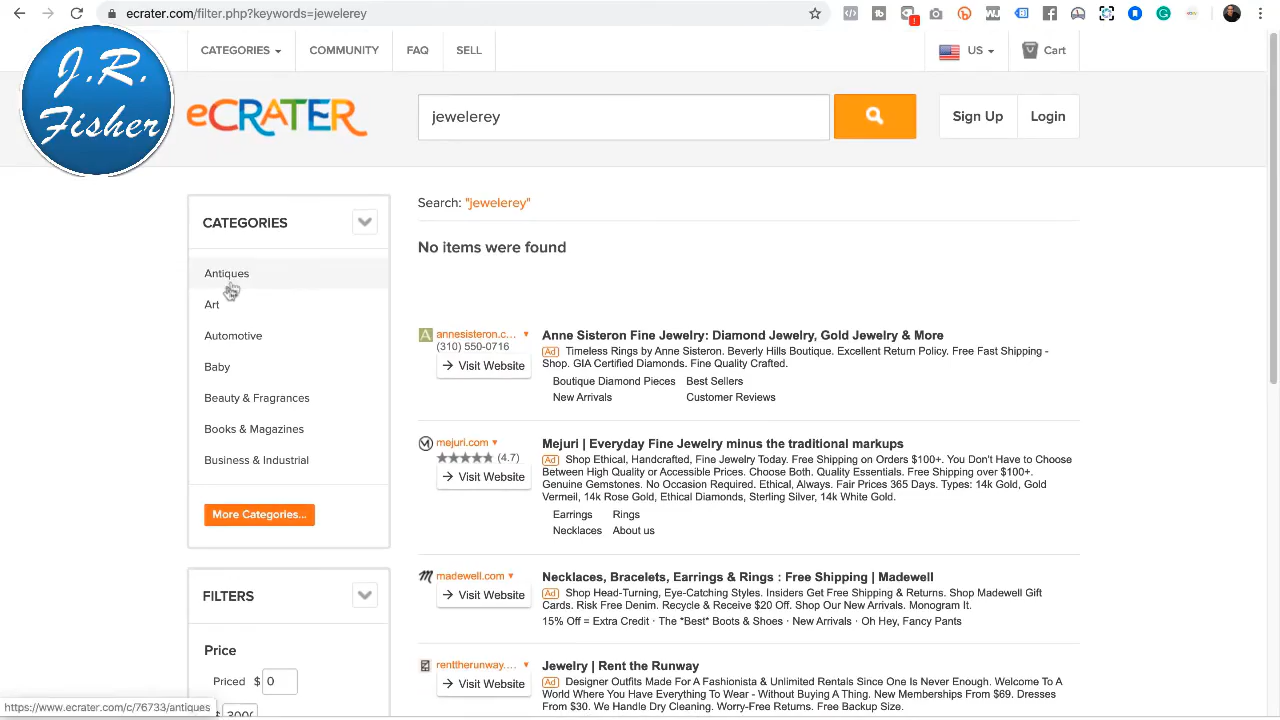 ecrater.com/filter.php?keywords=jewelerey
J.R.
Fisher
CATEGORIES
COMMUNITY
FAQ
SELL
US
Cart
eCRATER
jewelerey
Sign Up
Login
CATEGORIES
Antiques
Art
Automotive
Baby
Beauty & Fragrances
Books & Magazines
Business & Industrial
More Categories...
FILTERS
Price
Priced $ 0
$ 3000
Search: "jewelerey"
No items were found
annesisteron.c...
(310) 550-0716
Visit Website
Anne Sisteron Fine Jewelry: Diamond Jewelry, Gold Jewelry & More
Ad Timeless Rings by Anne Sisteron. Beverly Hills Boutique. Excellent Return Policy. Free Fast Shipping -
Shop. GIA Certified Diamonds. Fine Quality Crafted.
Boutique Diamond Pieces Best Sellers
New Arrivals Customer Reviews
mejuri.com
(4.7)
Visit Website
Mejuri | Everyday Fine Jewelry minus the traditional markups
Ad Shop Ethical, Handcrafted, Fine Jewelry Today. Free Shipping on Orders $100+. You Don't Have to Choose
Between High Quality or Accessible Prices. Choose Both. Quality Essentials. Free Shipping over $100+.
Genuine Gemstones. No Occasion Required. Ethical, Always. Fair Prices 365 Days. Types: 14k Gold, Gold
Vermeil, 14k Rose Gold, Ethical Diamonds, Sterling Silver, 14k White Gold.
Earrings Rings
Necklaces About us
madewell.com
Visit Website
Necklaces, Bracelets, Earrings & Rings : Free Shipping | Madewell
Ad Shop Head-Turning, Eye-Catching Styles. Insiders Get Free Shipping & Returns. Shop Madewell Gift
Cards. Risk Free Denim. Recycle & Receive $20 Off. Shop Our New Arrivals. Monogram It.
15% Off = Extra Credit · The *Best* Boots & Shoes · New Arrivals · Oh Hey, Fancy Pants
renttherunway....
Visit Website
Jewelry | Rent the Runway
Ad Designer Outfits Made For A Fashionista & Unlimited Rentals Since One Is Never Enough. Welcome To A
World Where You Have Everything To Wear - Without Buying A Thing. New Memberships From $69. Dresses
From $30. We Handle Dry Cleaning. Worry-Free Returns. Free Backup Size.
https://www.ecrater.com/c/76733/antiques